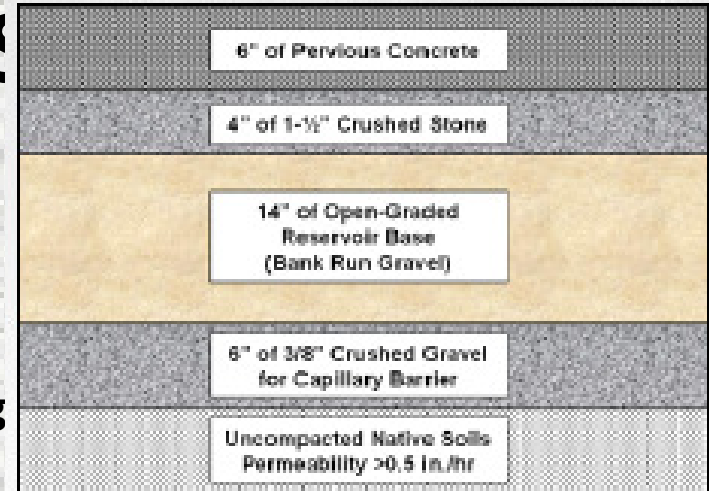 6" of Pervious Concrete
4" of 1-½" Crushed Stone
14" of Open-Graded
Reservoir Base
(Bank Run Gravel)
6" of 3/8" Crushed Gravel
for Capillary Barrier
Uncompacted Native Soils
Permeability >0.5 in./hr